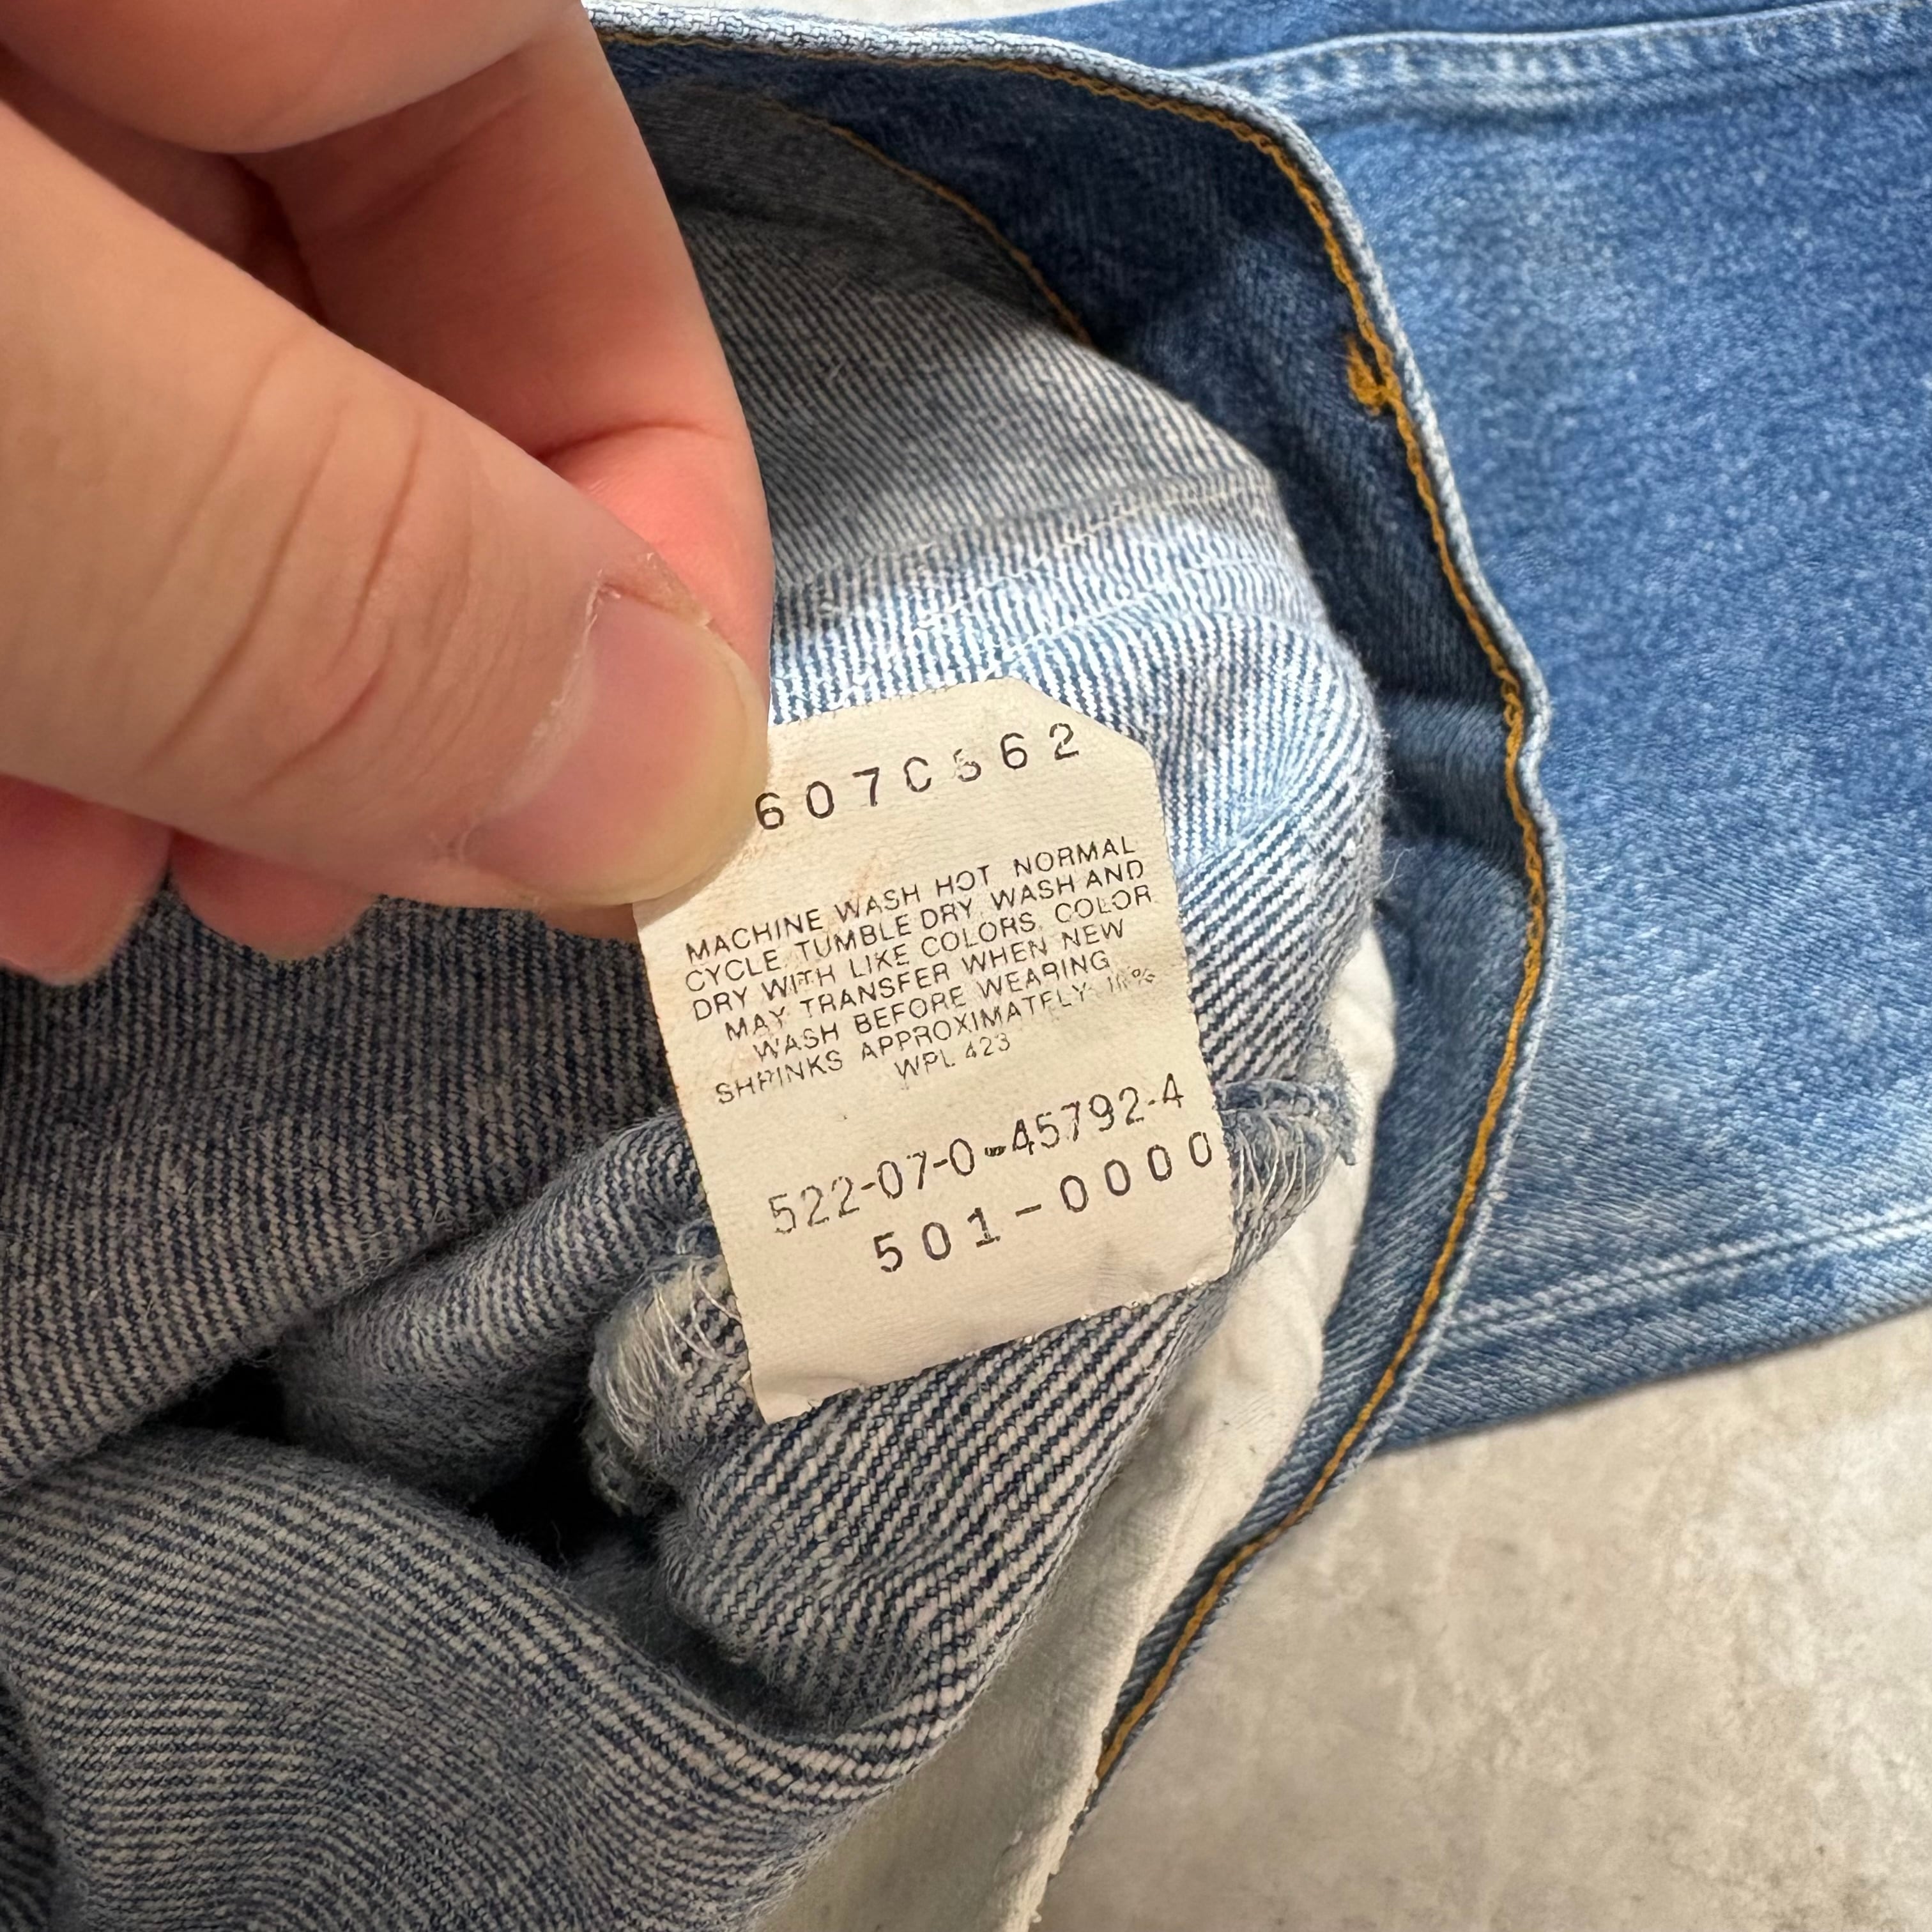 607C562
MACHINE WASH HOT NORMAL
CYCLE TUMBLE DRY WASH AND
DRY WITH LIKE COLORS. COLOR
MAY TRANSFER WHEN NEW
WASH BEFORE WEARING
SHRINKS APPROXIMATELY 10%
WPL 423
522-07-0-45792-4
501-0000